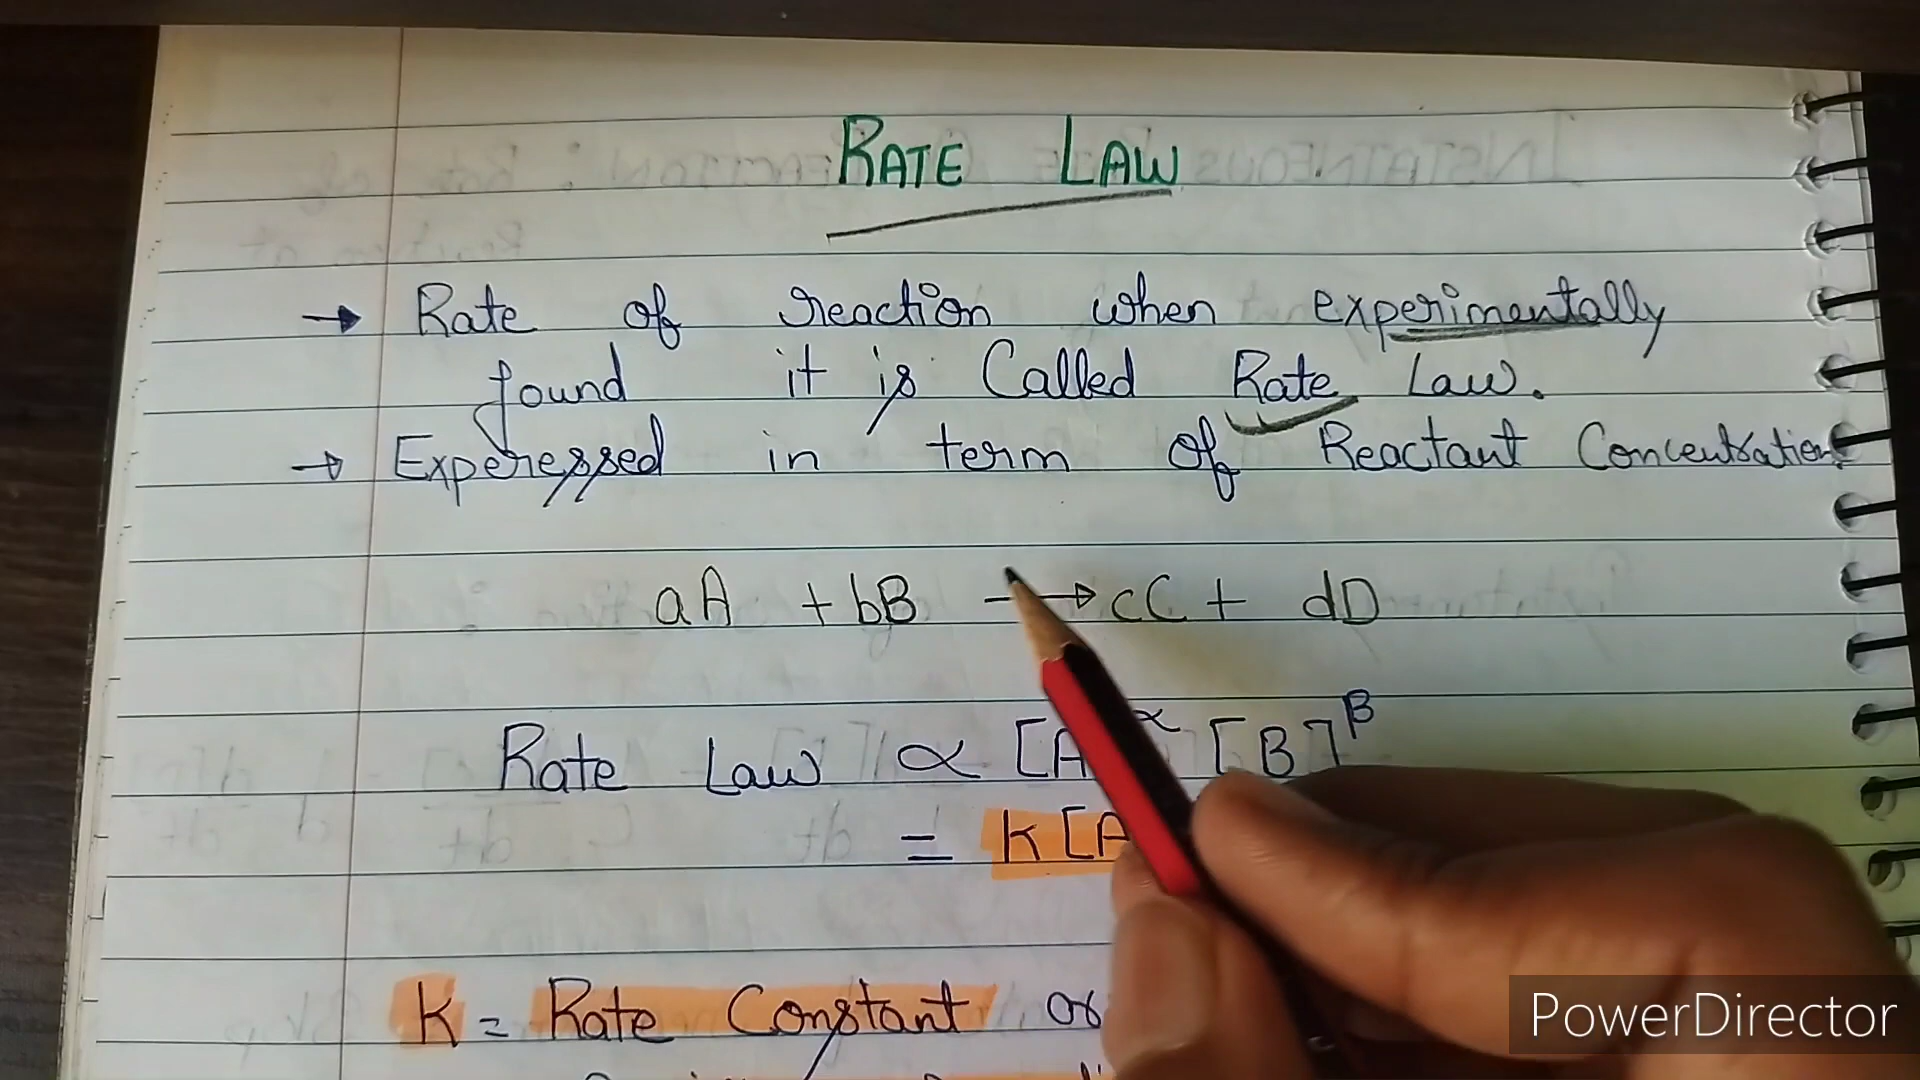 RATE LAW
→ Rate of reaction when experimentally
found it is Called Rate Law.
→ Experessed in term of Reactant Concentration
aA + bB → cC + dD
Rate Law ∝ [A]^α [B]^β
= K[A
K = Rate Constant or
PowerDirector